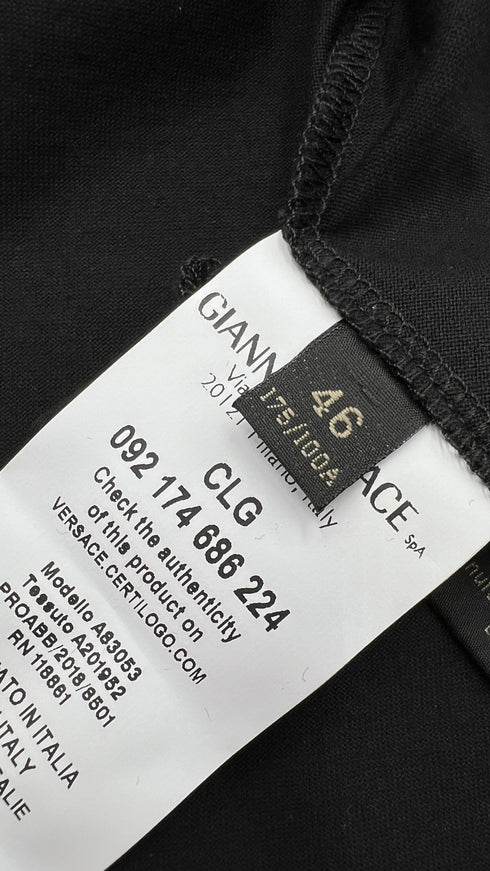 GIANN ACE SpA
Via
20121 Milano, Italy
46
175/100A
CLG
092 174 686 224
Check the authenticity
of this product on
VERSACE.CERTILOGO.COM
Modello A83053
Tessuto A201952
PROABB/2018/8501
RN 118661
ATO IN ITALIA
ITALY
ALIE